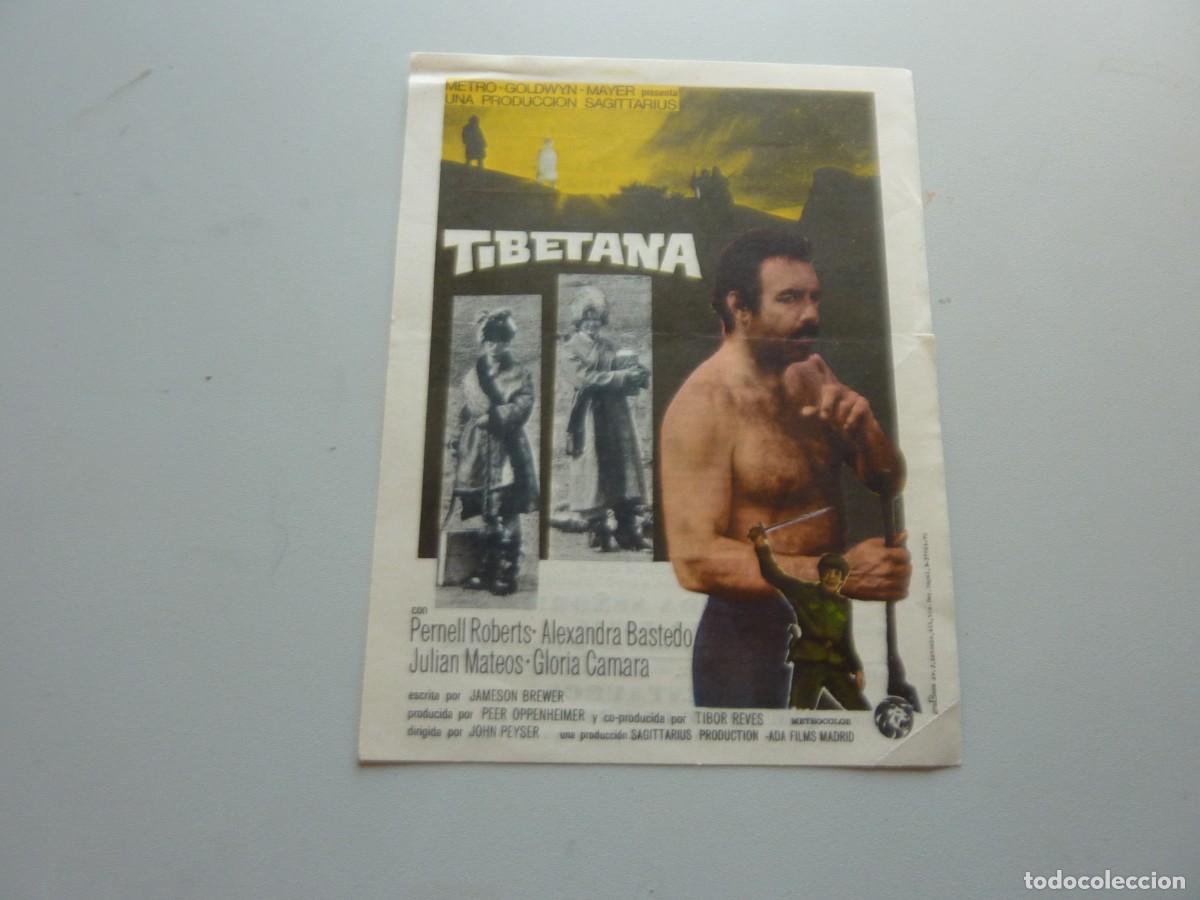 METRO-GOLDWYN-MAYER presenta
UNA PRODUCCION SAGITTARIUS
TIBETANA
con
Pernell Roberts · Alexandra Bastedo
Julian Mateos · Gloria Camara
escrita por JAMESON BREWER
producida por PEER OPPENHEIMER y co-producida por TIBOR REVES
METROCOLOR
dirigida por JOHN PEYSER
una producción SAGITTARIUS PRODUCTION -ADA FILMS MADRID
todocoleccion